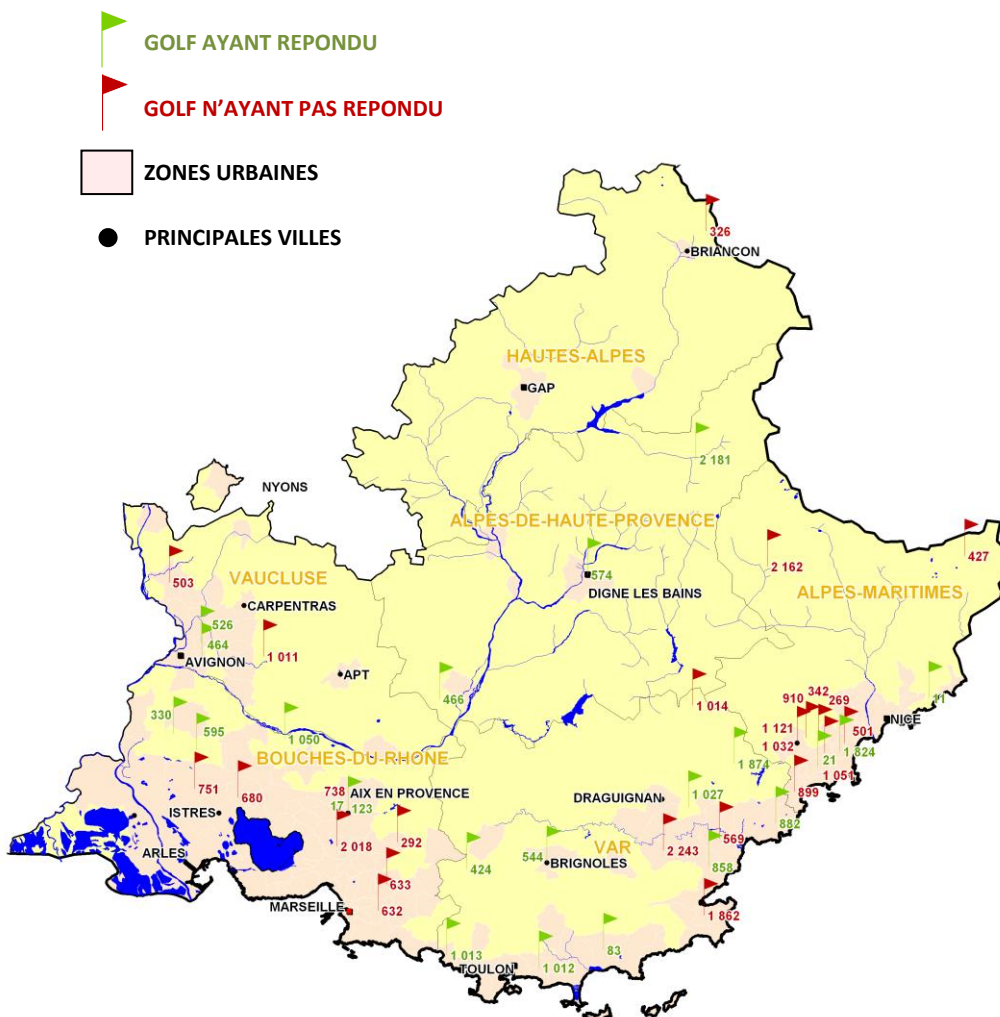 GOLF AYANT REPONDU
GOLF N'AYANT PAS REPONDU
ZONES URBAINES
PRINCIPALES VILLES
326
BRIANCON
HAUTES-ALPES
GAP
2 181
NYONS
ALPES-DE-HAUTE-PROVENCE
427
503
VAUCLUSE
574
2 162
DIGNE LES BAINS
ALPES-MARITIMES
CARPENTRAS
526
464
1 011
AVIGNON
APT
466
1 014
11
910
342
269
330
595
1 050
1 121
501
NICE
1 032
1 824
BOUCHES-DU-RHONE
1 874
21
1 051
751
680
738
AIX EN PROVENCE
899
17
123
DRAGUIGNAN
1 027
ISTRES
882
2 018
292
569
ARLES
424
544
BRIGNOLES
VAR
2 243
858
633
632
MARSEILLE
1 862
1 013
TOULON
1 012
83